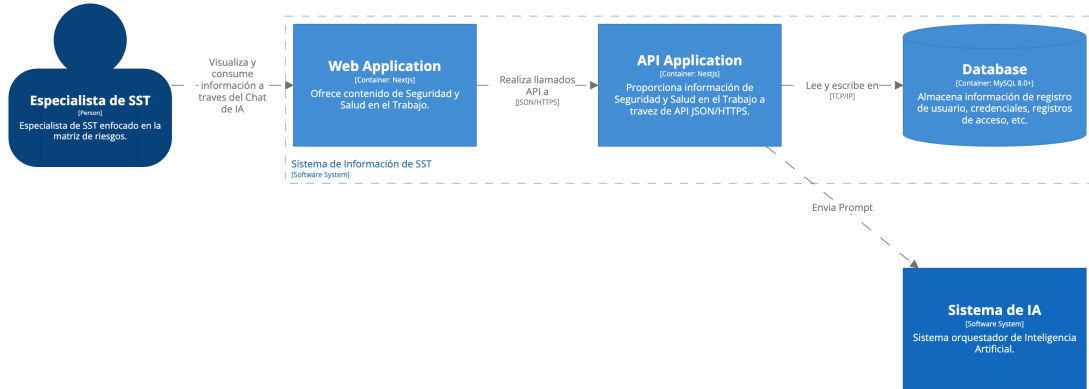 Especialista de SST
[Person]
Especialista de SST enfocado en la
matriz de riesgos.
Visualiza y
consume
información a
traves del Chat
de IA
Web Application
[Container: Nextjs]
Ofrece contenido de Seguridad y
Salud en el Trabajo.
Realiza llamados
API a
[JSON/HTTPS]
API Application
[Container: Nestjs]
Proporciona información de
Seguridad y Salud en el Trabajo a
travez de API JSON/HTTPS.
Lee y escribe en
[TCP/IP]
Database
[Container: MySQL 8.0+]
Almacena información de registro
de usuario, credenciales, registros
de acceso, etc.
Sistema de Información de SST
[Software System]
Envia Prompt
Sistema de IA
[Software System]
Sistema orquestador de Inteligencia
Artificial.